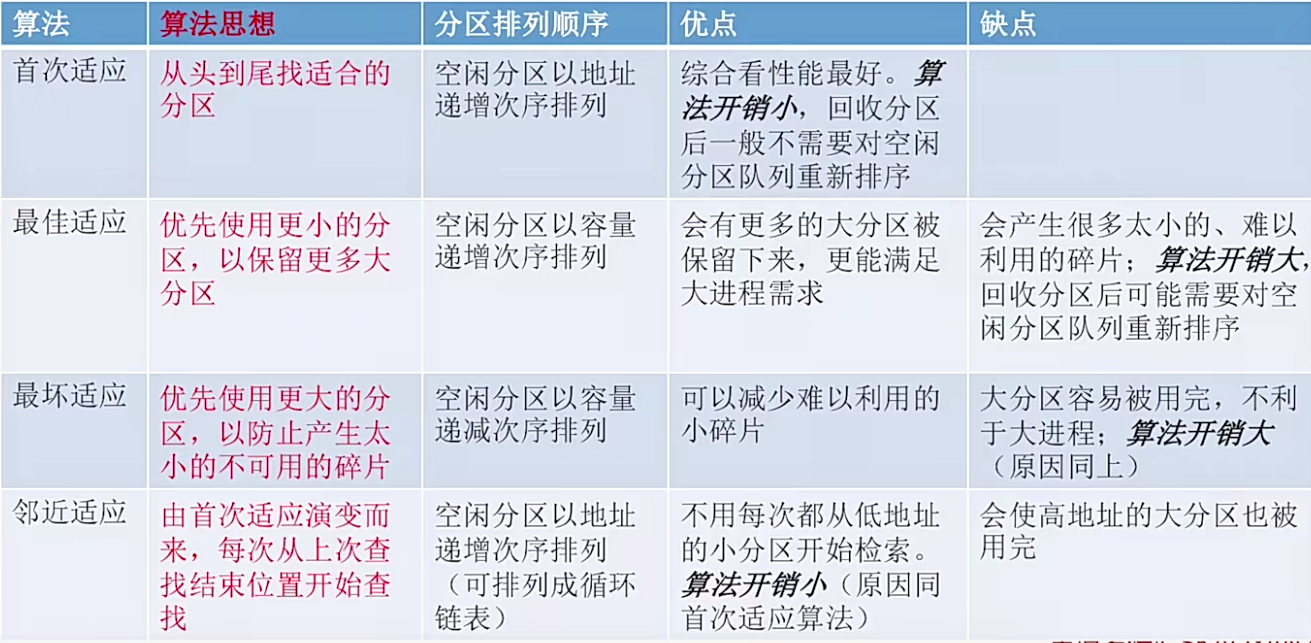 算法
算法思想
分区排列顺序
优点
缺点
首次适应
从头到尾找适合的
分区
空闲分区以地址
递增次序排列
综合看性能最好。算
法开销小，回收分区
后一般不需要对空闲
分区队列重新排序
最佳适应
优先使用更小的分
区，以保留更多大
分区
空闲分区以容量
递增次序排列
会有更多的大分区被
保留下来，更能满足
大进程需求
会产生很多太小的、难以
利用的碎片；算法开销大，
回收分区后可能需要对空
闲分区队列重新排序
最坏适应
优先使用更大的分
区，以防止产生太
小的不可用的碎片
空闲分区以容量
递减次序排列
可以减少难以利用的
小碎片
大分区容易被用完，不利
于大进程；算法开销大
（原因同上）
邻近适应
由首次适应演变而
来，每次从上次查
找结束位置开始查
找
空闲分区以地址
递增次序排列
（可排列成循环
链表）
不用每次都从低地址
的小分区开始检索。
算法开销小（原因同
首次适应算法）
会使高地址的大分区也被
用完